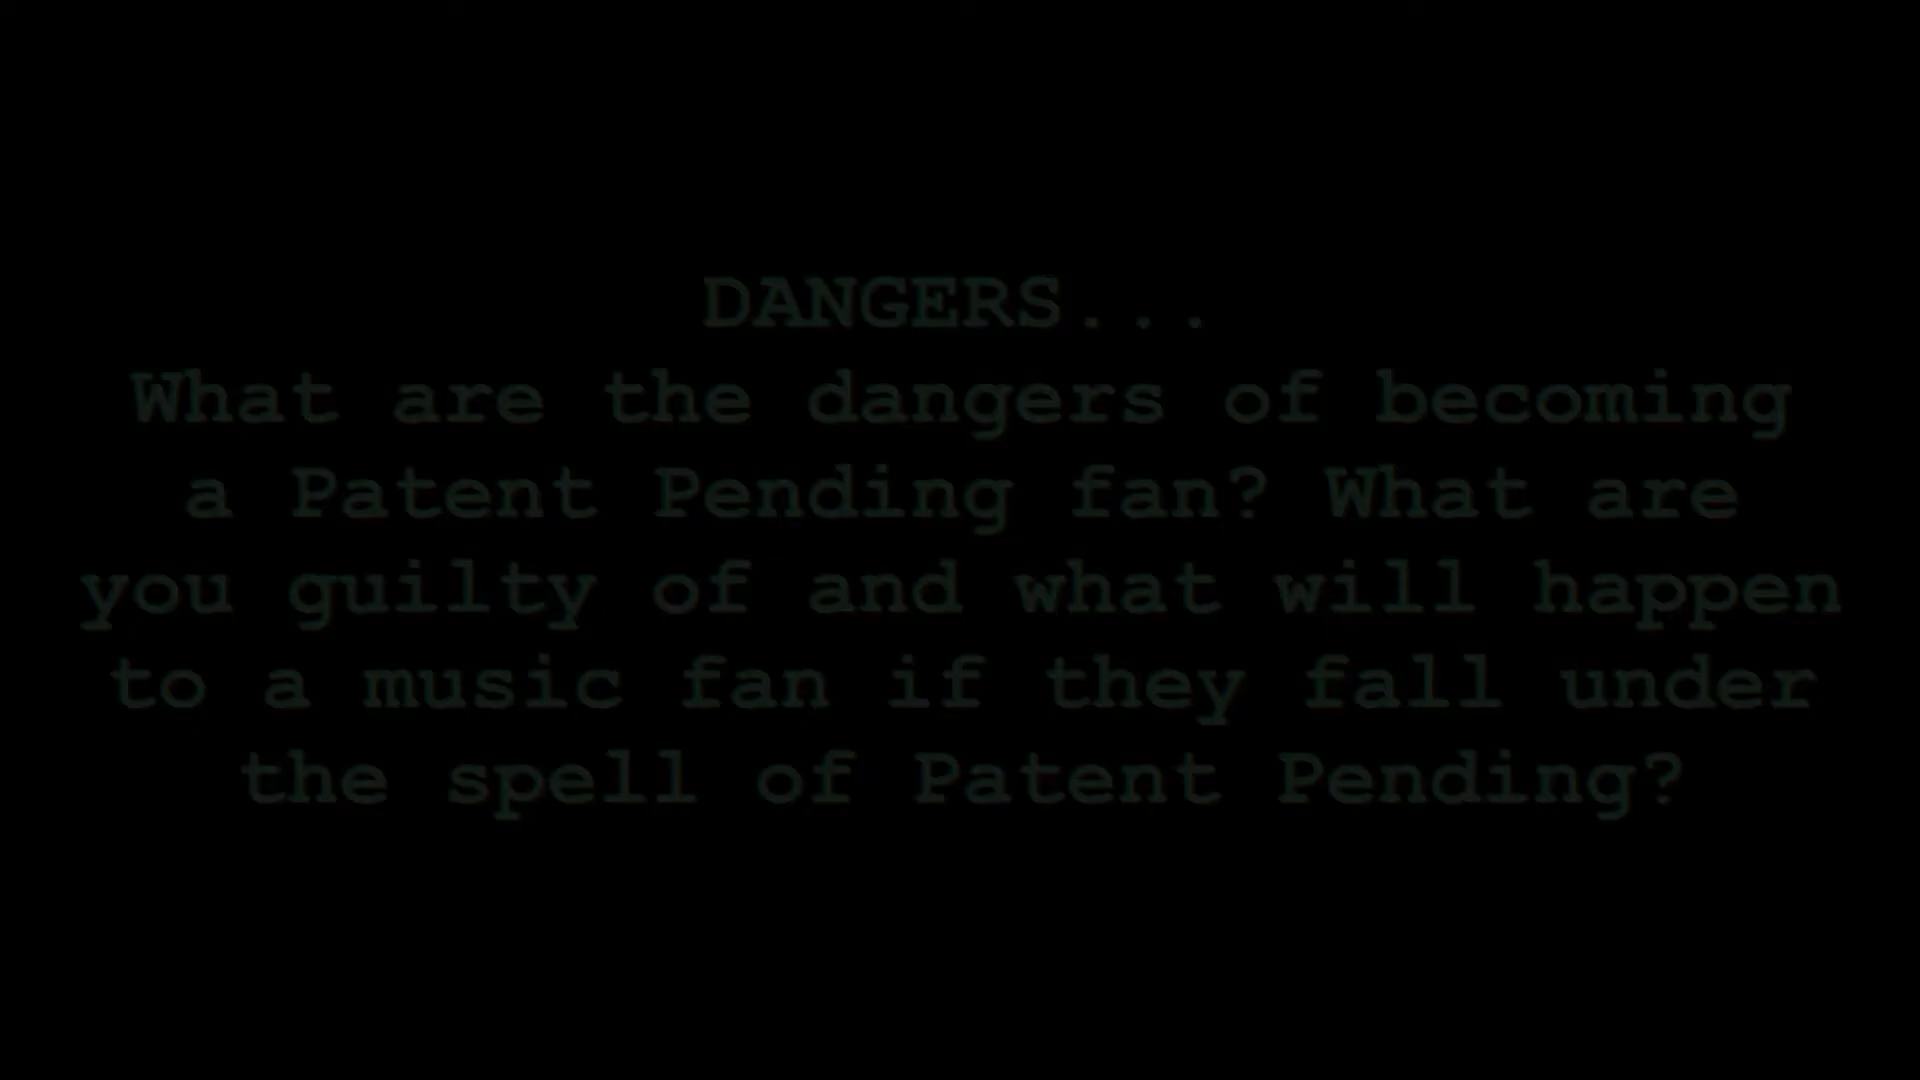 DANGERS...
What are the dangers of becoming
a Patent Pending fan? What are
you guilty of and what will happen
to a music fan if they fall under
the spell of Patent Pending?